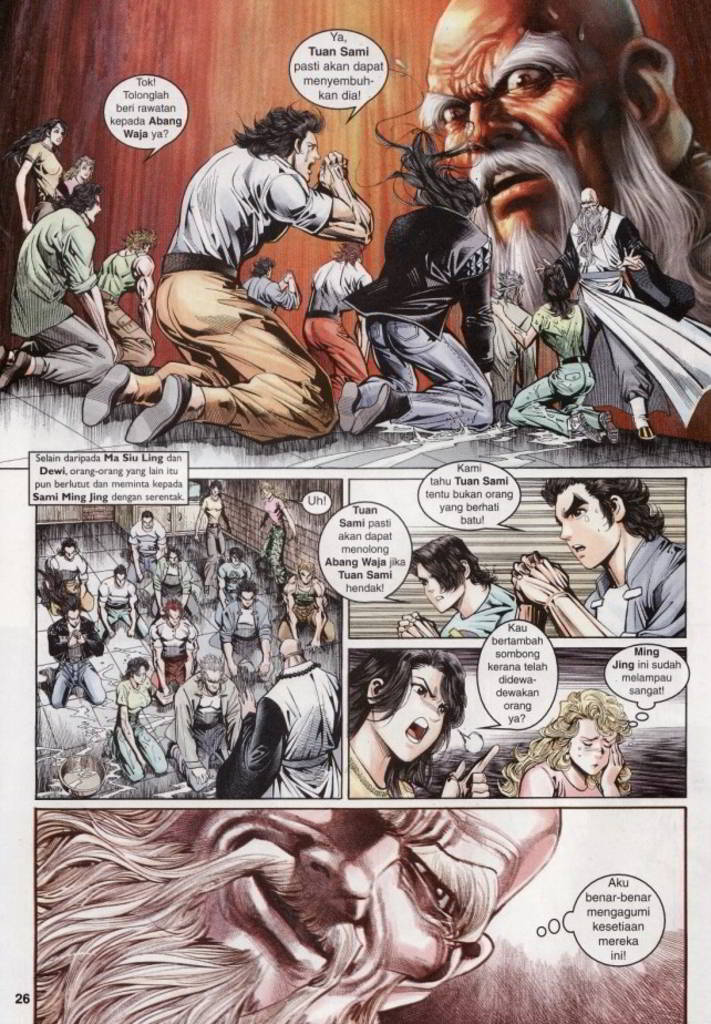 Ya,
Tuan Sami
pasti akan dapat
menyembuh-
kan dia!
Tok!
Tolonglah
beri rawatan
kepada Abang
Waja ya?
Selain daripada Ma Siu Ling dan
Dewi, orang-orang yang lain itu
pun berlutut dan meminta kepada
Sami Ming Jing dengan serentak.
Uh!
Kami
tahu Tuan Sami
tentu bukan orang
yang berhati
batu!
Tuan
Sami pasti
akan dapat
menolong
Abang Waja jika
Tuan Sami
hendak!
Kau
bertambah
sombong
kerana telah
didewa-
dewakan
orang
ya?
Ming
Jing ini sudah
melampau
sangat!
Aku
benar-benar
mengagumi
kesetiaan
mereka
ini!
26